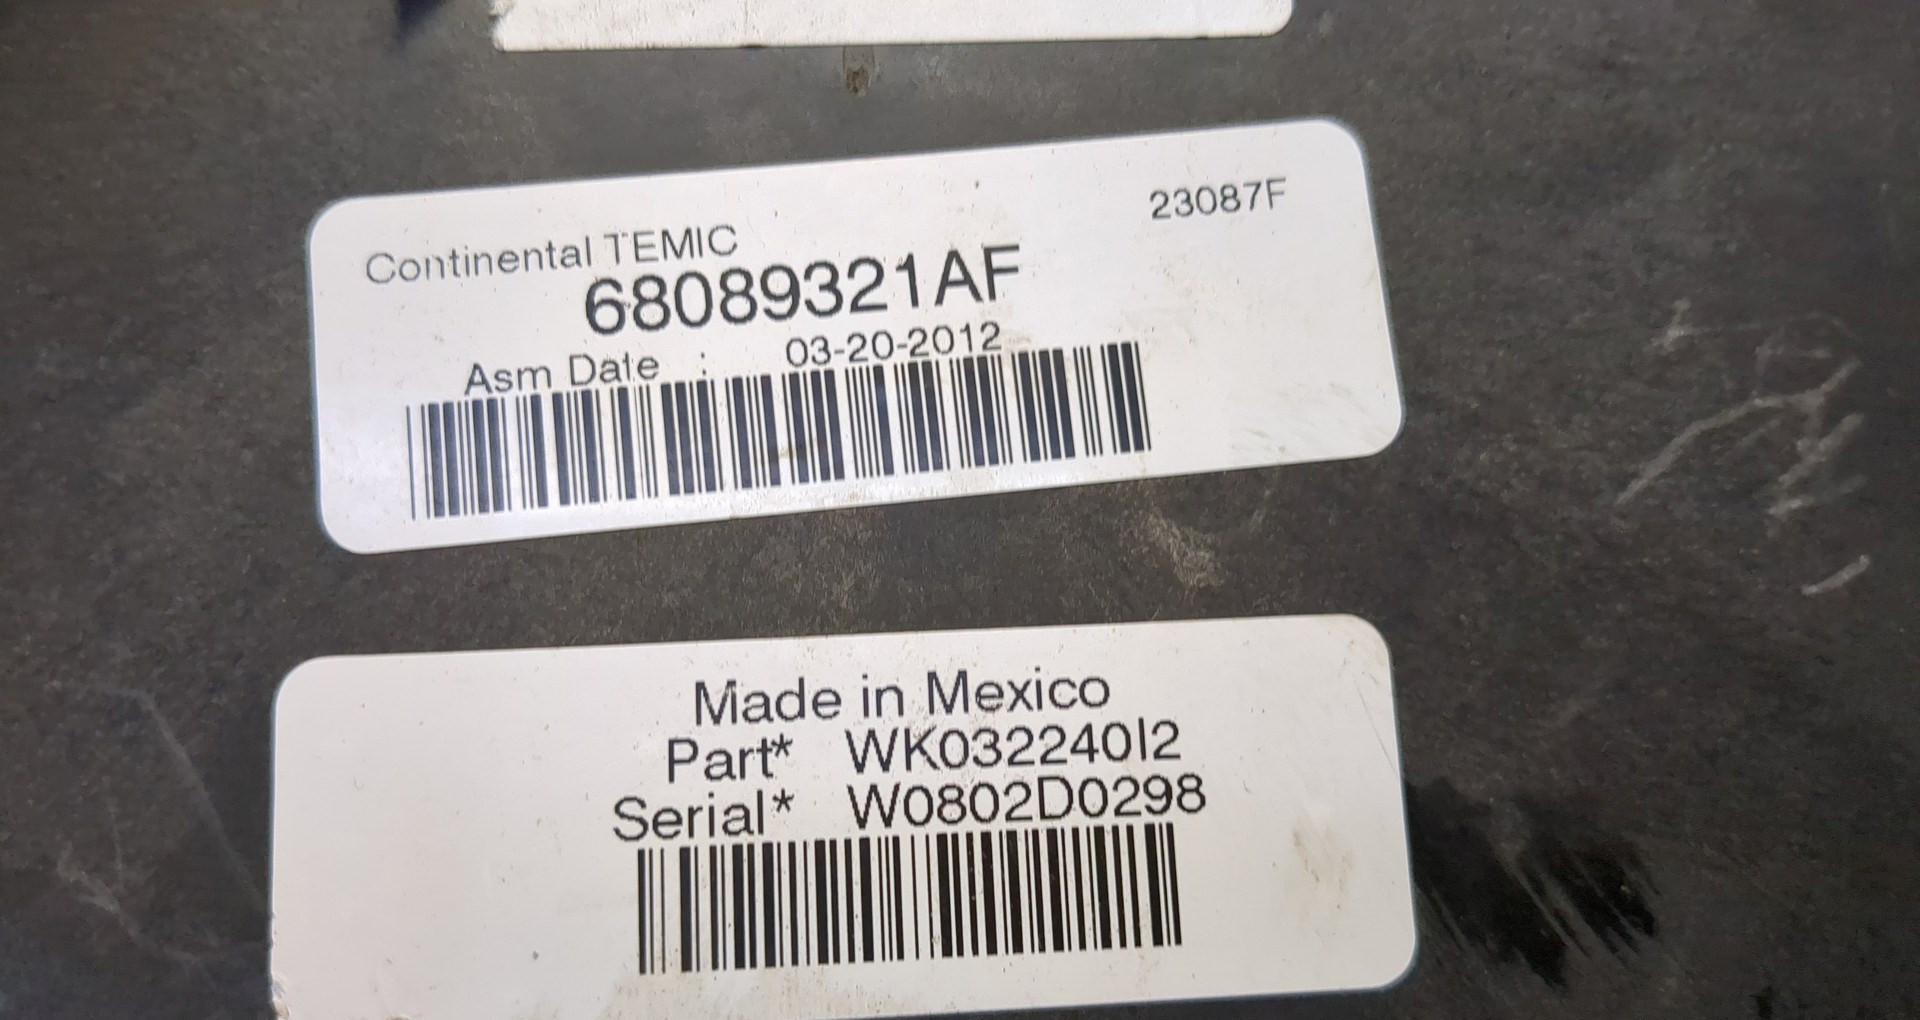 23087F
Continental TEMIC
68089321AF
Asm Date : 03-20-2012
Made in Mexico
Part* WK032240I2
Serial* W0802D0298